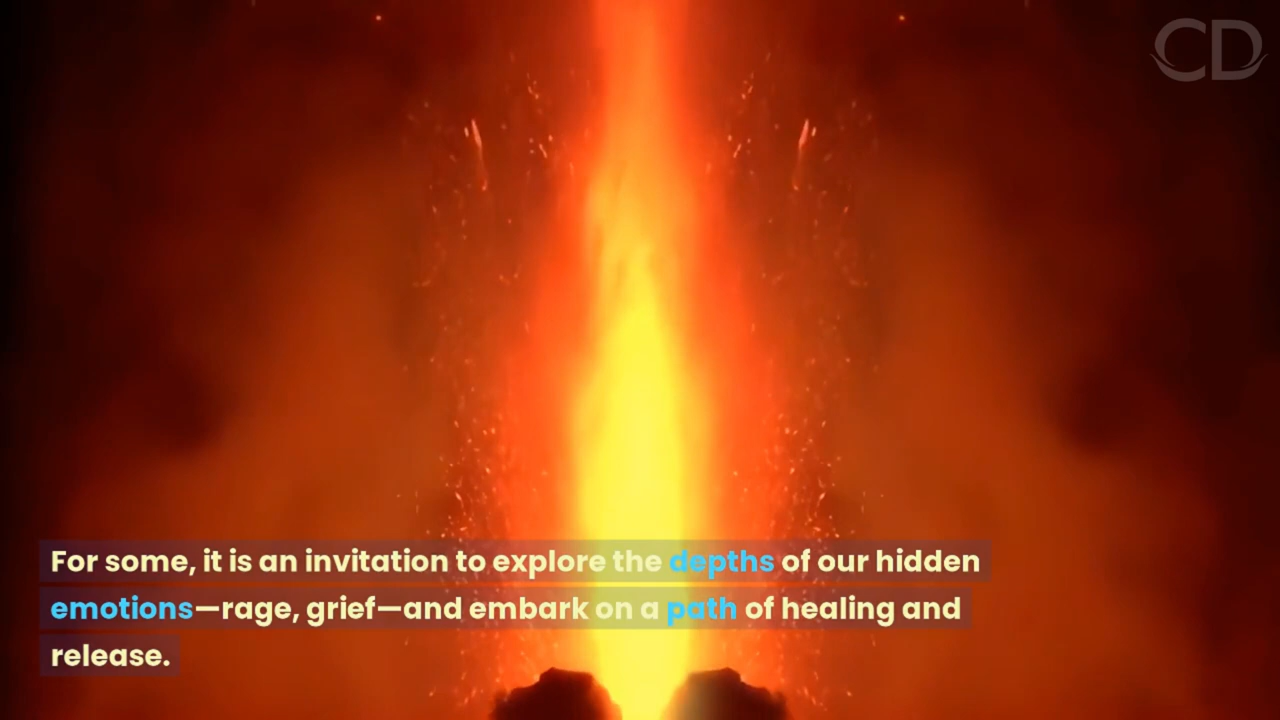 CD
For some, it is an invitation to explore the depths of our hidden
emotions—rage, grief—and embark on a path of healing and
release.